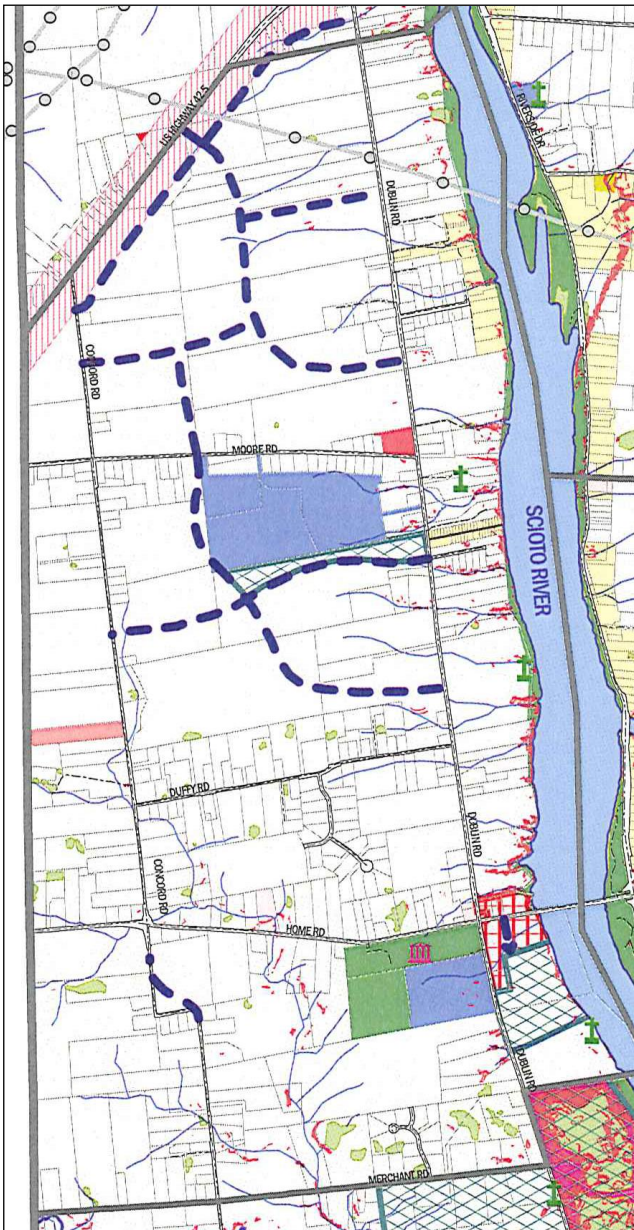 US HIGHWAY 42 S
RIVERSIDE DR
DUBLIN RD
CONCORD RD
MOORE RD
SCIOTO RIVER
DUFFY RD
DUBLIN RD
CONCORD RD
HOME RD
DUBLIN RD
MERCHANT RD